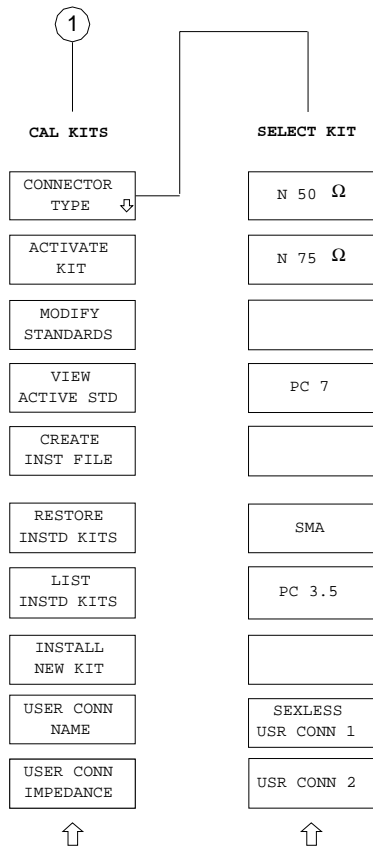 1
CAL KITS
CONNECTOR
TYPE
ACTIVATE
KIT
MODIFY
STANDARDS
VIEW
ACTIVE STD
CREATE
INST FILE
RESTORE
INSTD KITS
LIST
INSTD KITS
INSTALL
NEW KIT
USER CONN
NAME
USER CONN
IMPEDANCE
SELECT KIT
N 50 Ω
N 75 Ω
PC 7
SMA
PC 3.5
SEXLESS
USR CONN 1
USR CONN 2